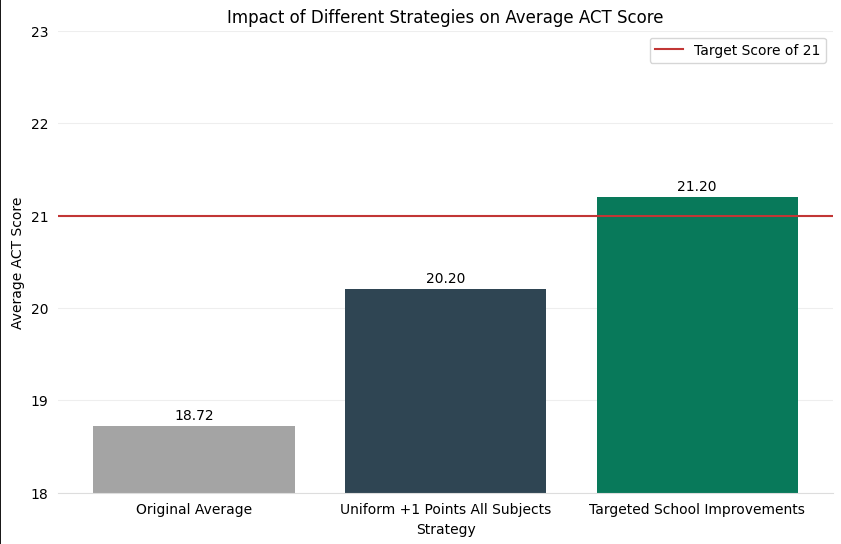 Impact of Different Strategies on Average ACT Score
23
Target Score of 21
22
21.20
21
20.20
20
19
18.72
18
Average ACT Score
Original Average
Uniform +1 Points All Subjects
Targeted School Improvements
Strategy